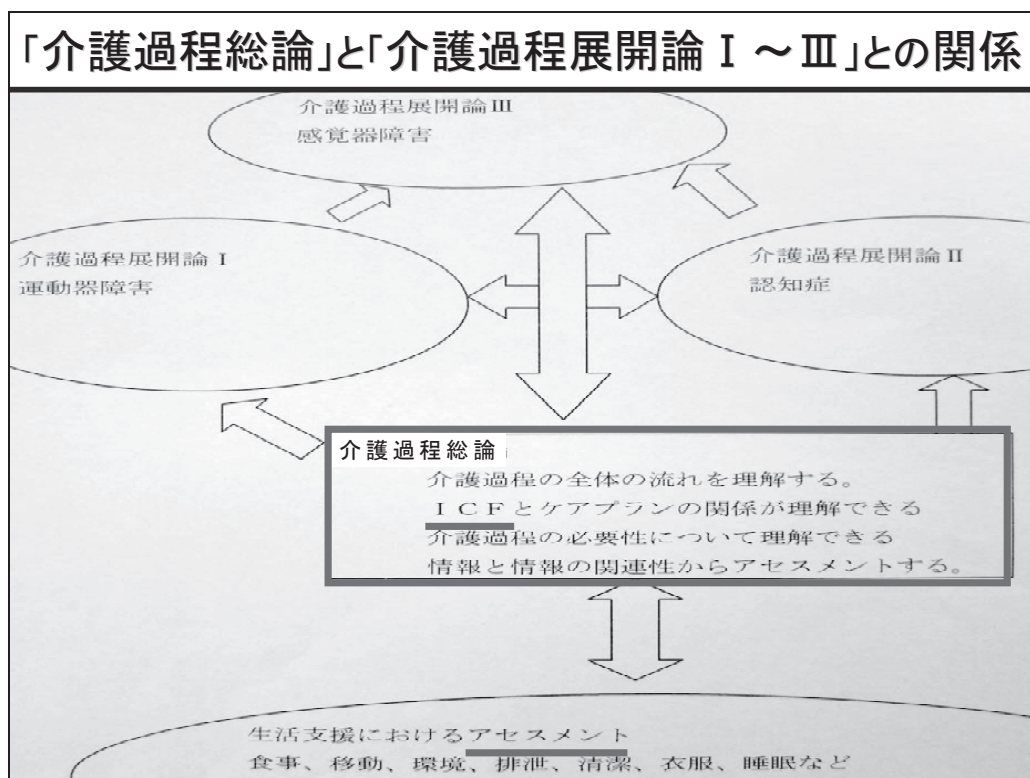 「介護過程総論」と「介護過程展開論Ⅰ～Ⅲ」との関係
介護過程展開論Ⅲ
感覚器障害
介護過程展開論Ⅰ
運動器障害
介護過程展開論Ⅱ
認知症
介護過程総論
介護過程の全体の流れを理解する。
ＩＣＦとケアプランの関係が理解できる
介護過程の必要性について理解できる
情報と情報の関連性からアセスメントする。
生活支援におけるアセスメント
食事、移動、環境、排泄、清潔、衣服、睡眠など